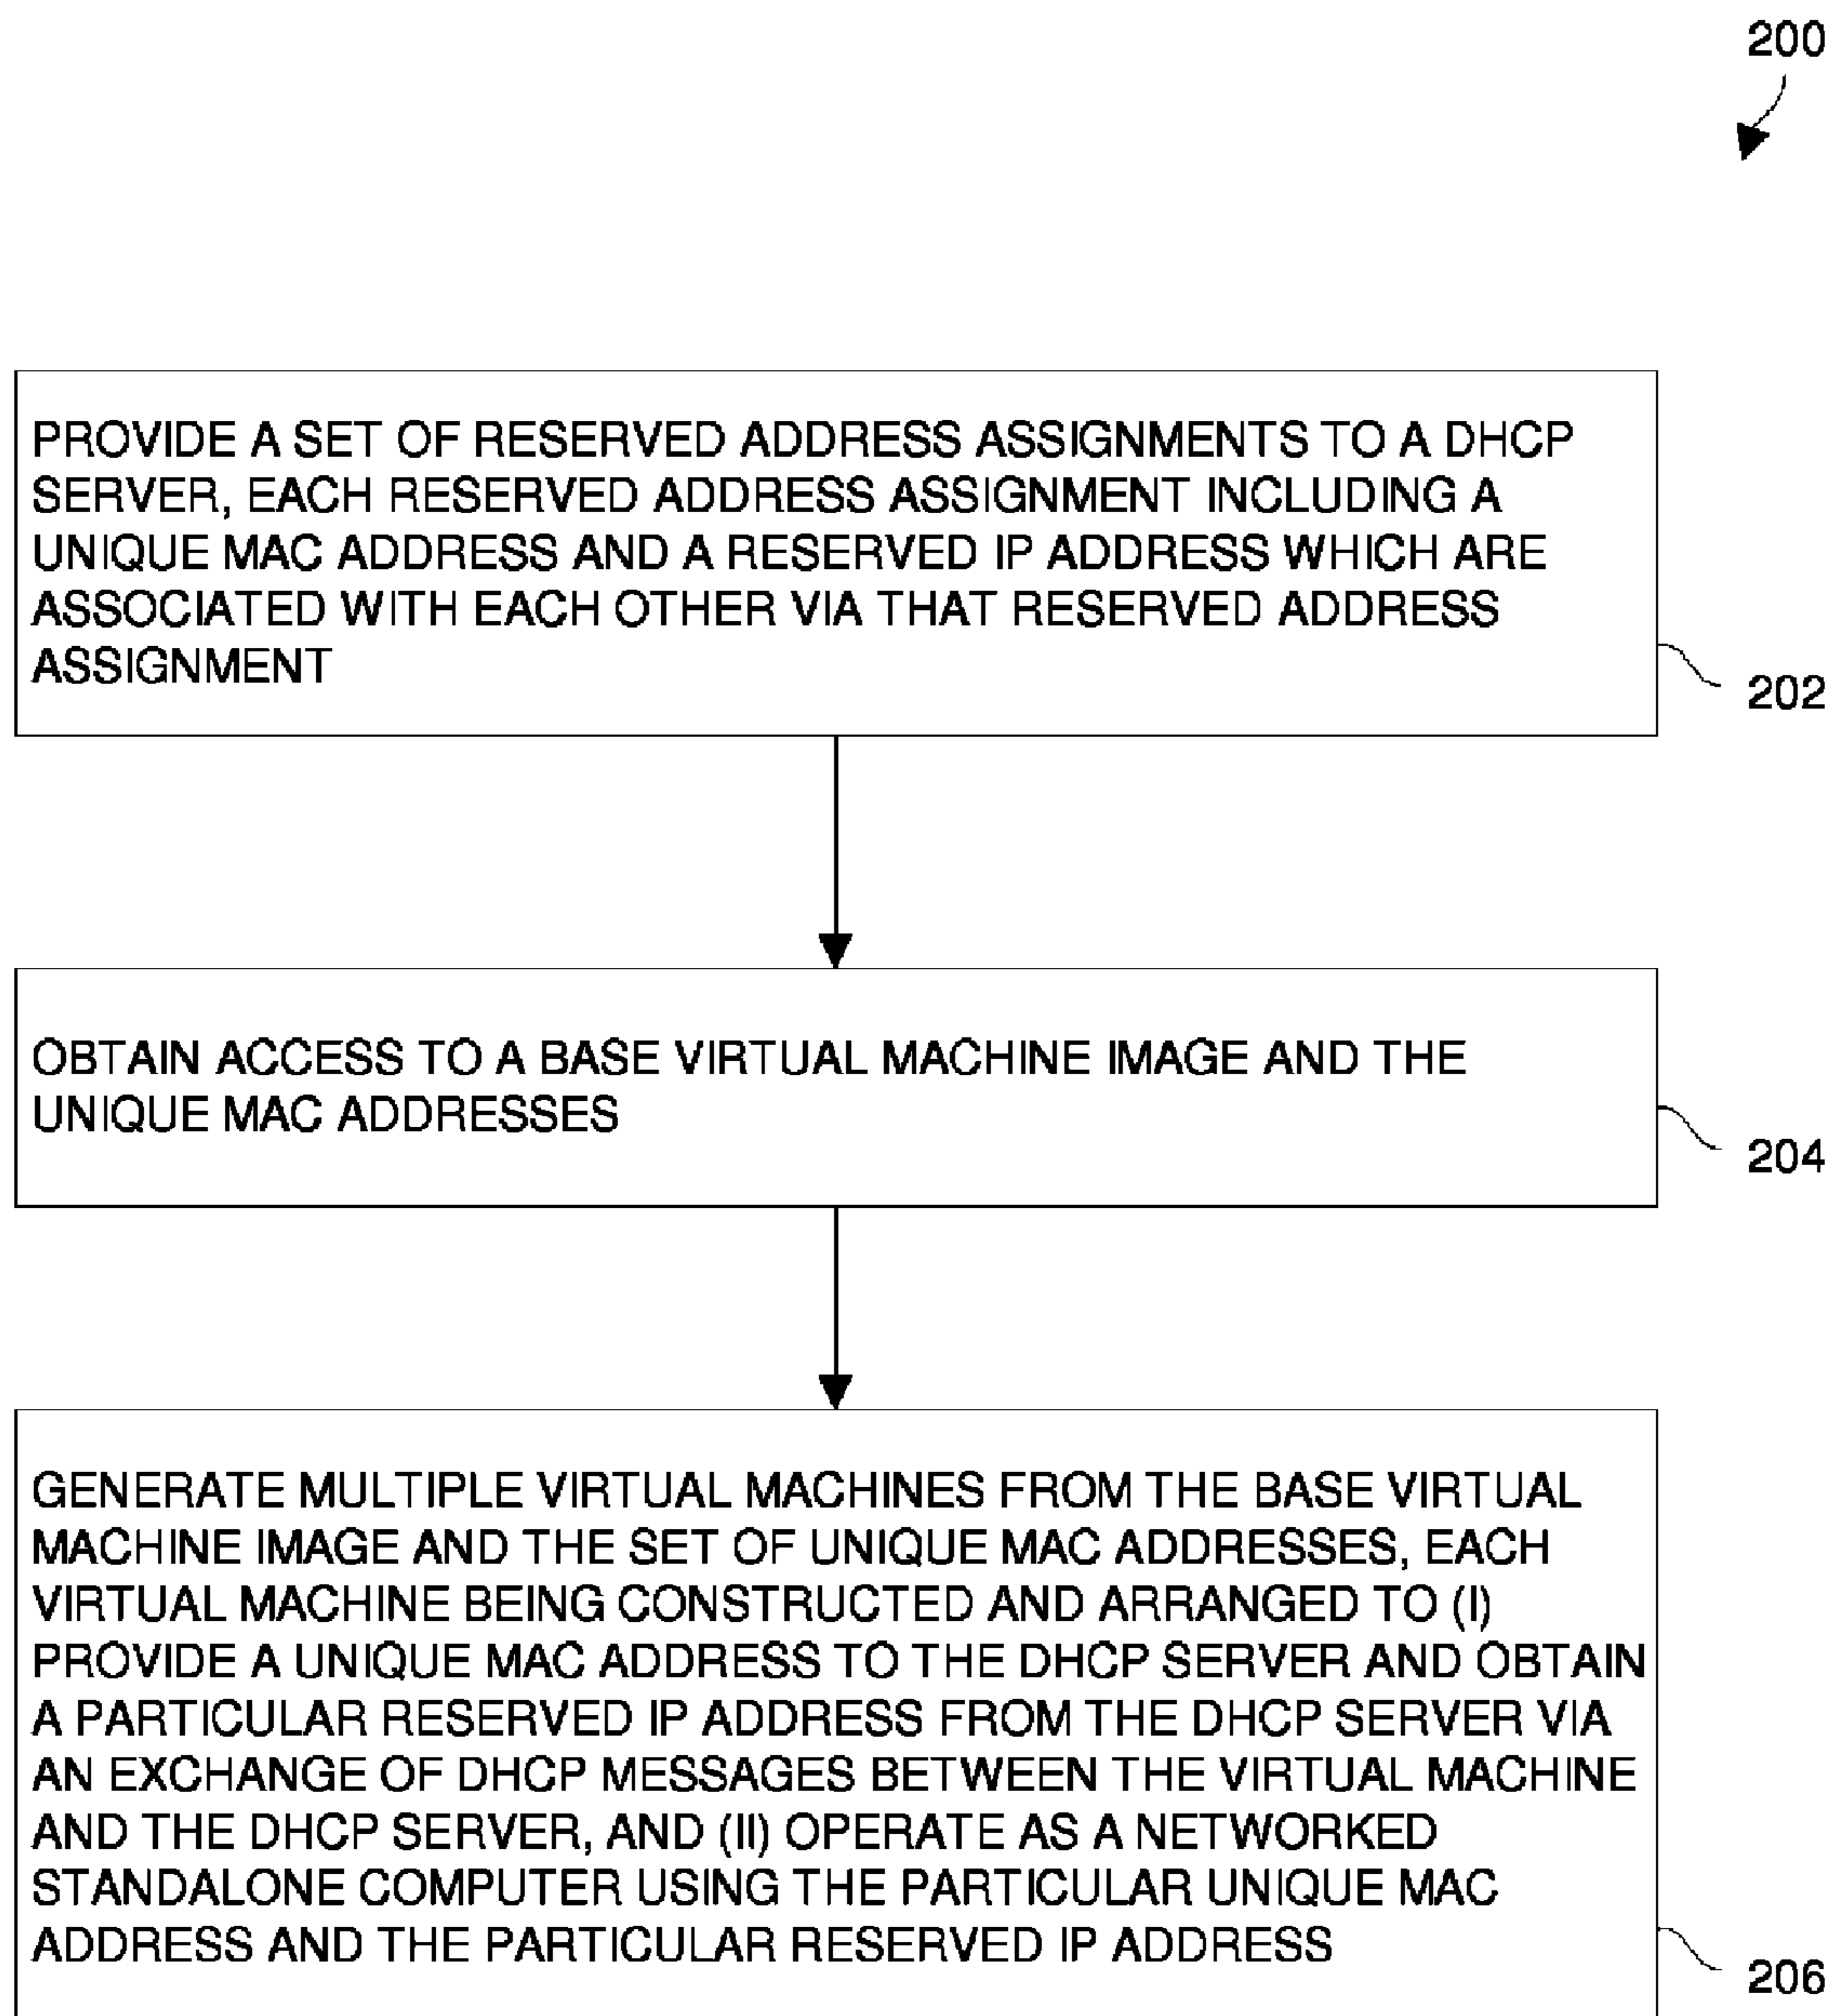 200
PROVIDE A SET OF RESERVED ADDRESS ASSIGNMENTS TO A DHCP
SERVER, EACH RESERVED ADDRESS ASSIGNMENT INCLUDING A
UNIQUE MAC ADDRESS AND A RESERVED IP ADDRESS WHICH ARE
ASSOCIATED WITH EACH OTHER VIA THAT RESERVED ADDRESS
ASSIGNMENT
202
OBTAIN ACCESS TO A BASE VIRTUAL MACHINE IMAGE AND THE
UNIQUE MAC ADDRESSES
204
GENERATE MULTIPLE VIRTUAL MACHINES FROM THE BASE VIRTUAL
MACHINE IMAGE AND THE SET OF UNIQUE MAC ADDRESSES, EACH
VIRTUAL MACHINE BEING CONSTRUCTED AND ARRANGED TO (I)
PROVIDE A UNIQUE MAC ADDRESS TO THE DHCP SERVER AND OBTAIN
A PARTICULAR RESERVED IP ADDRESS FROM THE DHCP SERVER VIA
AN EXCHANGE OF DHCP MESSAGES BETWEEN THE VIRTUAL MACHINE
AND THE DHCP SERVER, AND (II) OPERATE AS A NETWORKED
STANDALONE COMPUTER USING THE PARTICULAR UNIQUE MAC
ADDRESS AND THE PARTICULAR RESERVED IP ADDRESS
206